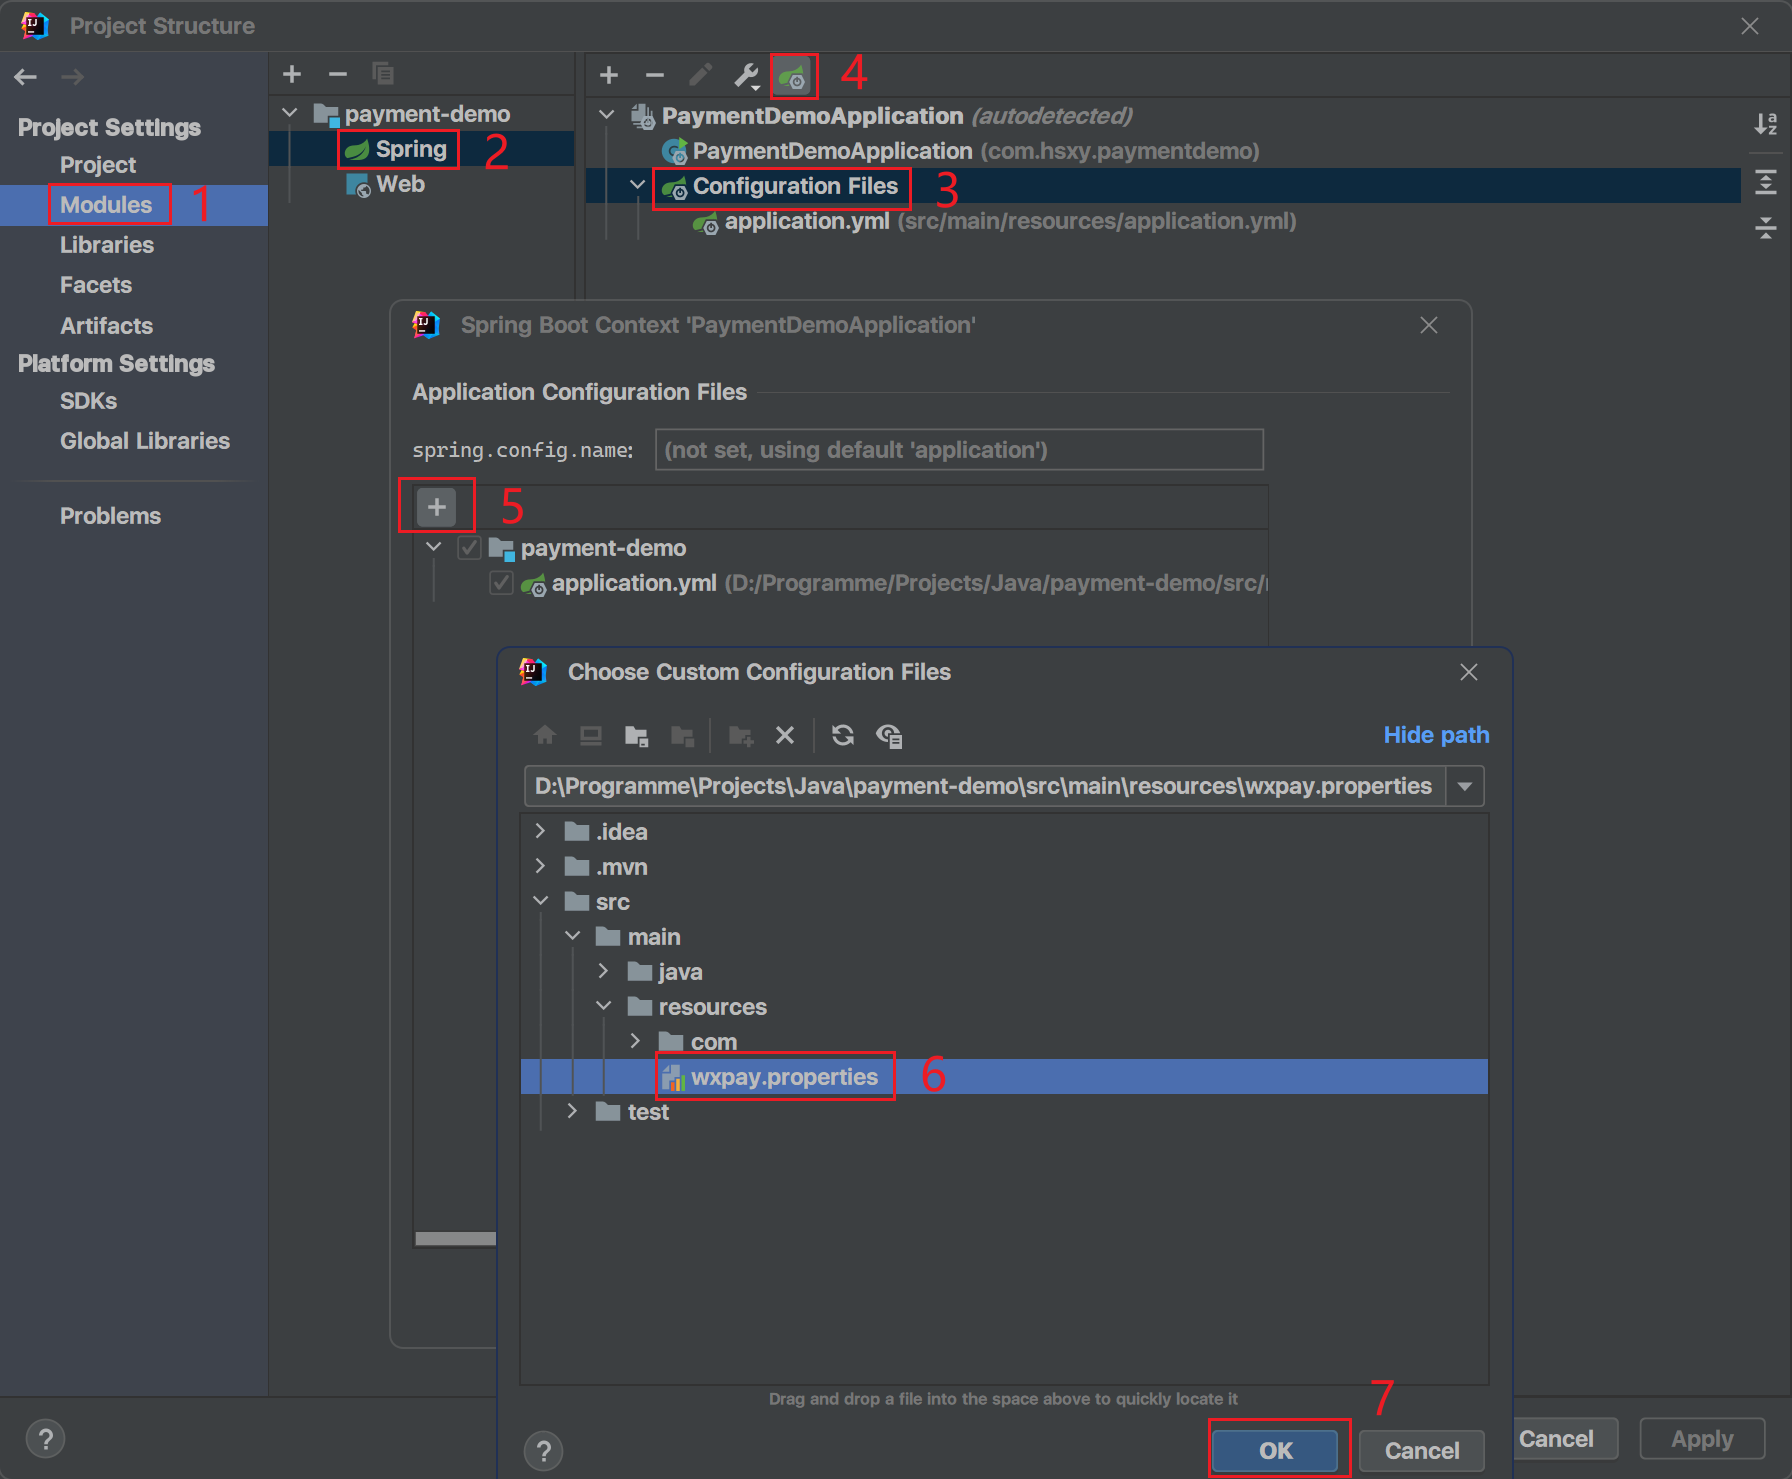 Project Structure
Project Settings
Project
Modules
1
Libraries
Facets
Artifacts
Platform Settings
SDKs
Global Libraries
Problems
payment-demo
Spring
2
Web
4
PaymentDemoApplication (autodetected)
PaymentDemoApplication (com.hsxy.paymentdemo)
Configuration Files
3
application.yml (src/main/resources/application.yml)
Spring Boot Context 'PaymentDemoApplication'
Application Configuration Files
spring.config.name: (not set, using default 'application')
5
payment-demo
application.yml (D:/Programme/Projects/Java/payment-demo/src/
Choose Custom Configuration Files
Hide path
D:\Programme\Projects\Java\payment-demo\src\main\resources\wxpay.properties
.idea
.mvn
src
main
java
resources
com
wxpay.properties
6
test
Drag and drop a file into the space above to quickly locate it
7
OK
Cancel
Cancel
Apply